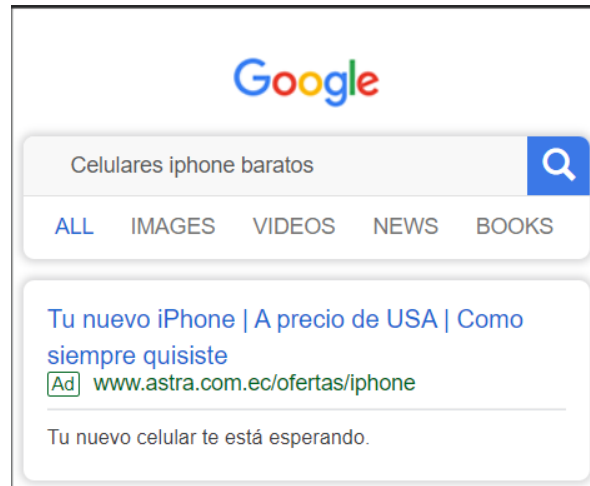 Google
Celulares iphone baratos
ALL IMAGES VIDEOS NEWS BOOKS
Tu nuevo iPhone | A precio de USA | Como
siempre quisiste
Ad www.astra.com.ec/ofertas/iphone
Tu nuevo celular te está esperando.